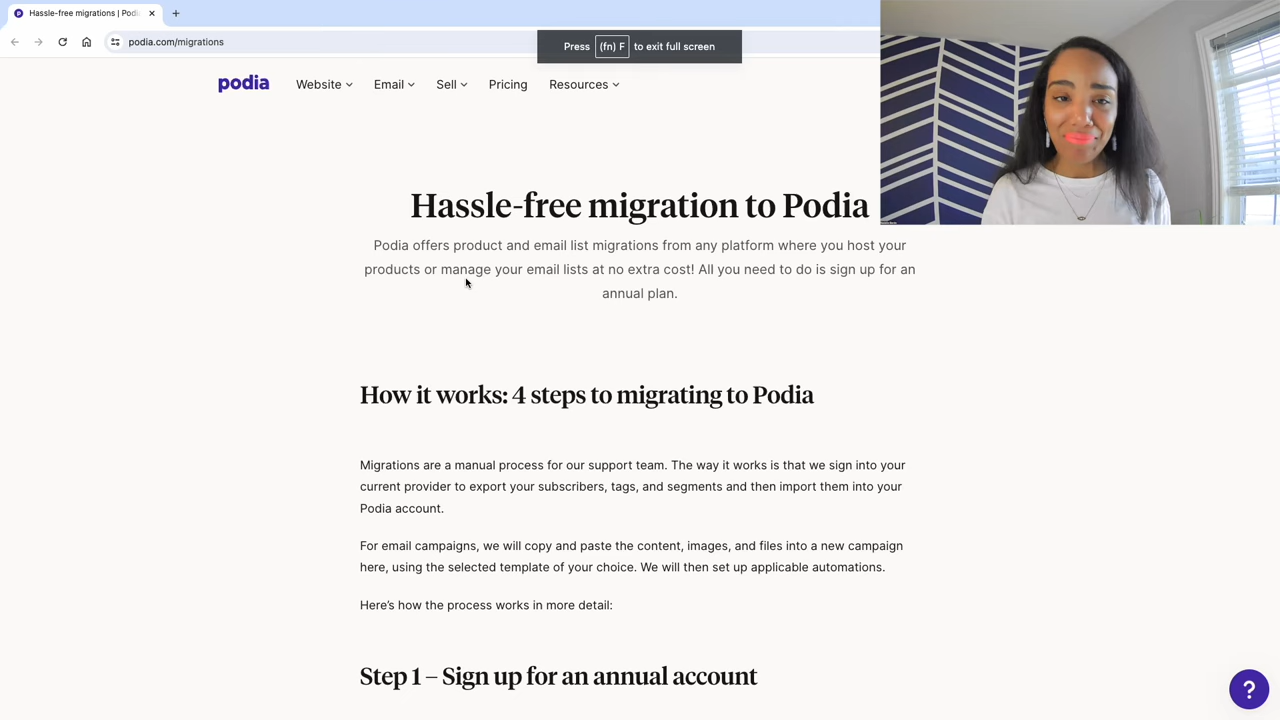 Hassle-free migrations | Podi
podia.com/migrations
Press (fn) F to exit full screen
podia Website Email Sell Pricing Resources
Hassle-free migration to Podia
Podia offers product and email list migrations from any platform where you host your
products or manage your email lists at no extra cost! All you need to do is sign up for an
annual plan.
How it works: 4 steps to migrating to Podia
Migrations are a manual process for our support team. The way it works is that we sign into your
current provider to export your subscribers, tags, and segments and then import them into your
Podia account.
For email campaigns, we will copy and paste the content, images, and files into a new campaign
here, using the selected template of your choice. We will then set up applicable automations.
Here’s how the process works in more detail:
Step 1 – Sign up for an annual account
?